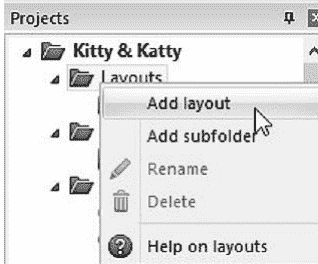 Projects
Kitty & Katty
Layouts
Add layout
Add subfolder
Rename
Delete
Help on layouts